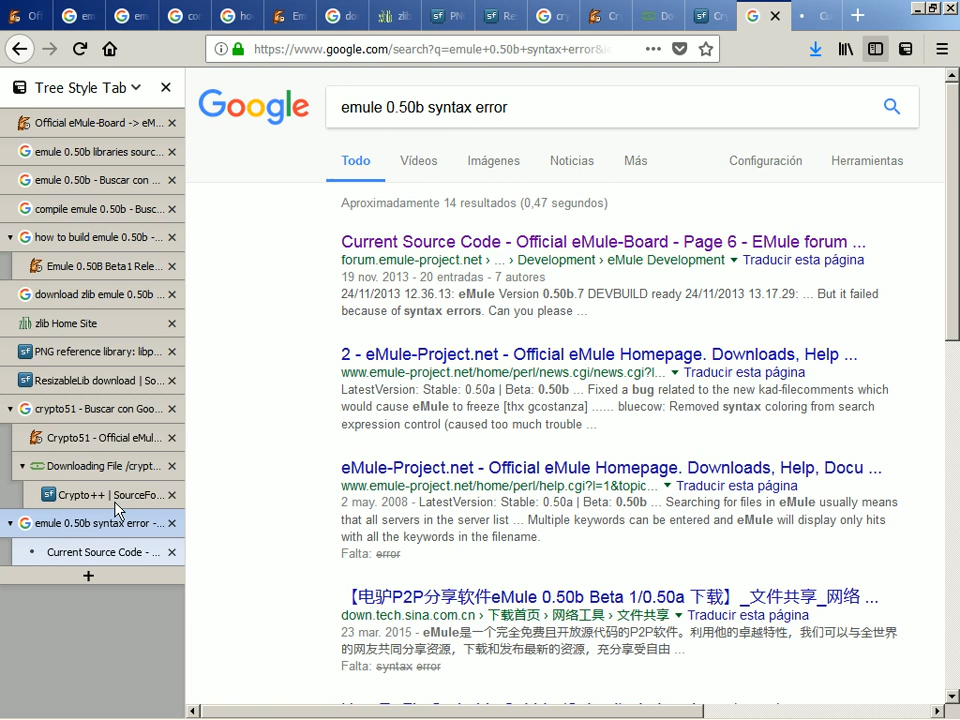 Of
em
em
co
ho
Em
do
zlib
PN
Re
cry
Cry
Do
Cry
Cu
https://www.google.com/search?q=emule+0.50b+syntax+error&ie
Tree Style Tab
Official eMule-Board -> eM...
emule 0.50b libraries sourc...
emule 0.50b - Buscar con ...
compile emule 0.50b - Busc...
how to build emule 0.50b -...
Emule 0.50B Beta1 Rele...
download zlib emule 0.50b ...
zlib Home Site
PNG reference library: libp...
ResizableLib download | So...
crypto51 - Buscar con Goo...
Crypto51 - Official eMul...
Downloading File /crypt...
Crypto++ | SourceFo...
emule 0.50b syntax error -...
Current Source Code - ...
Google
emule 0.50b syntax error
Todo Vídeos Imágenes Noticias Más Configuración Herramientas
Aproximadamente 14 resultados (0,47 segundos)
Current Source Code - Official eMule-Board - Page 6 - EMule forum ...
forum.emule-project.net › ... › Development › eMule Development ▼ Traducir esta página
19 nov. 2013 - 20 entradas - 7 autores
24/11/2013 12.36.13: eMule Version 0.50b.7 DEVBUILD ready 24/11/2013 13.17.29: ... But it failed
because of syntax errors. Can you please ...
2 - eMule-Project.net - Official eMule Homepage. Downloads, Help ...
www.emule-project.net/home/perl/news.cgi/news.cgi?l... ▼ Traducir esta página
LatestVersion: Stable: 0.50a | Beta: 0.50b ... Fixed a bug related to the new kad-filecomments which
would cause eMule to freeze [thx gcostanza] ...... bluecow: Removed syntax coloring from search
expression control (caused too much trouble ...
eMule-Project.net - Official eMule Homepage. Downloads, Help, Docu ...
www.emule-project.net/home/perl/help.cgi?l=1&topic... ▼ Traducir esta página
2 may. 2008 - LatestVersion: Stable: 0.50a | Beta: 0.50b ... Searching for files in eMule usually means
that all servers in the server list ... Multiple keywords can be entered and eMule will display only hits
with all the keywords in the filename.
Falta: error
【电驴P2P分享软件eMule 0.50b Beta 1/0.50a 下载】_文件共享_网络 ...
down.tech.sina.com.cn › 下载首页 › 网络工具 › 文件共享 ▼ Traducir esta página
23 mar. 2015 - eMule是一个完全免费且开放源代码的P2P软件。利用他的卓越特性，我们可以与全世界
的网友共同分享资源，下载和发布最新的资源，充分享受自由 ...
Falta: syntax error